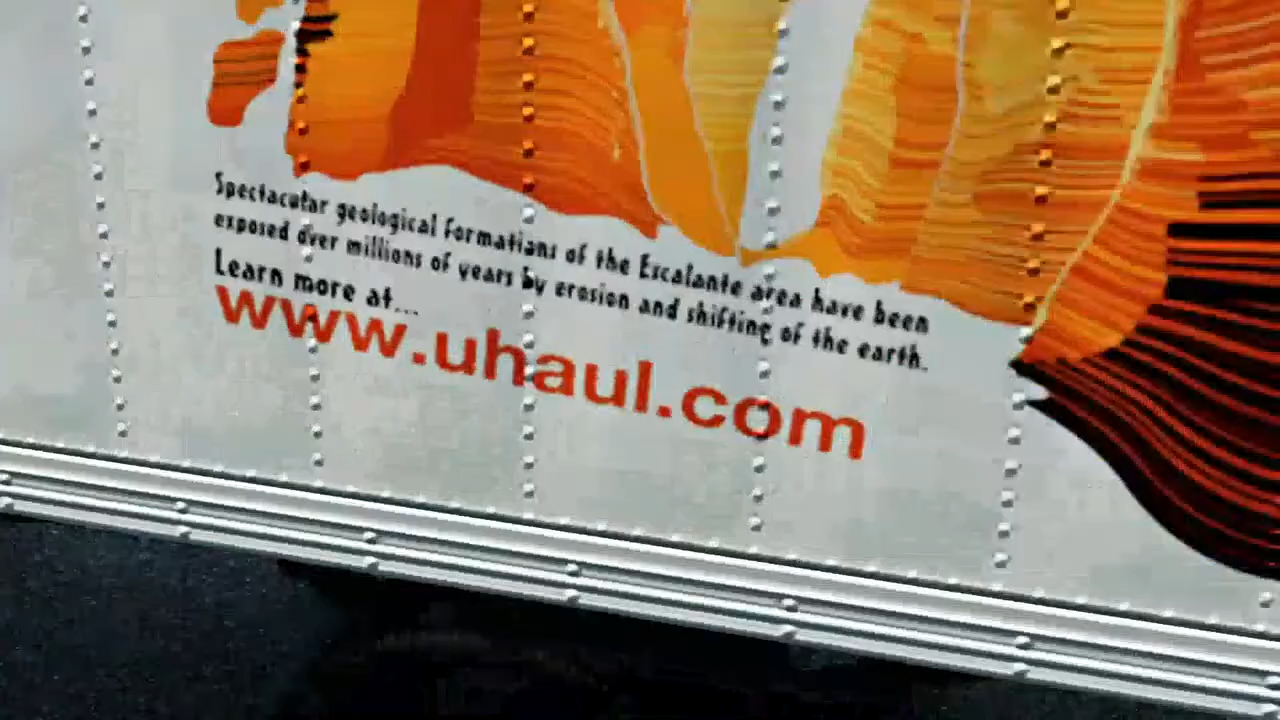 Spectacular geological formations of the Escalante area have been
exposed over millions of years by erosion and shifting of the earth.
Learn more at...
www.uhaul.com